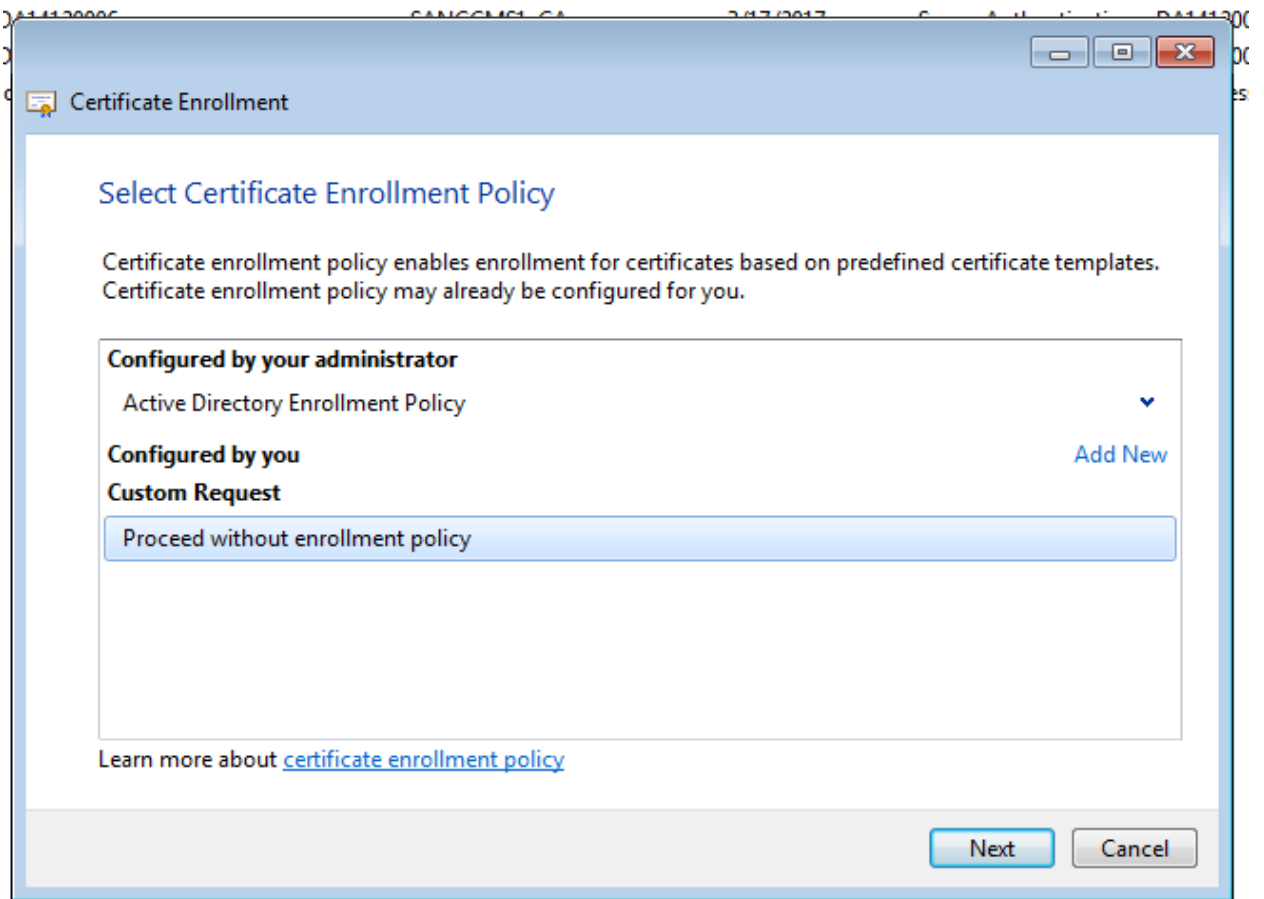 Certificate Enrollment
Select Certificate Enrollment Policy
Certificate enrollment policy enables enrollment for certificates based on predefined certificate templates.
Certificate enrollment policy may already be configured for you.
Configured by your administrator
Active Directory Enrollment Policy
Configured by you Add New
Custom Request
Proceed without enrollment policy
Learn more about certificate enrollment policy
Next Cancel